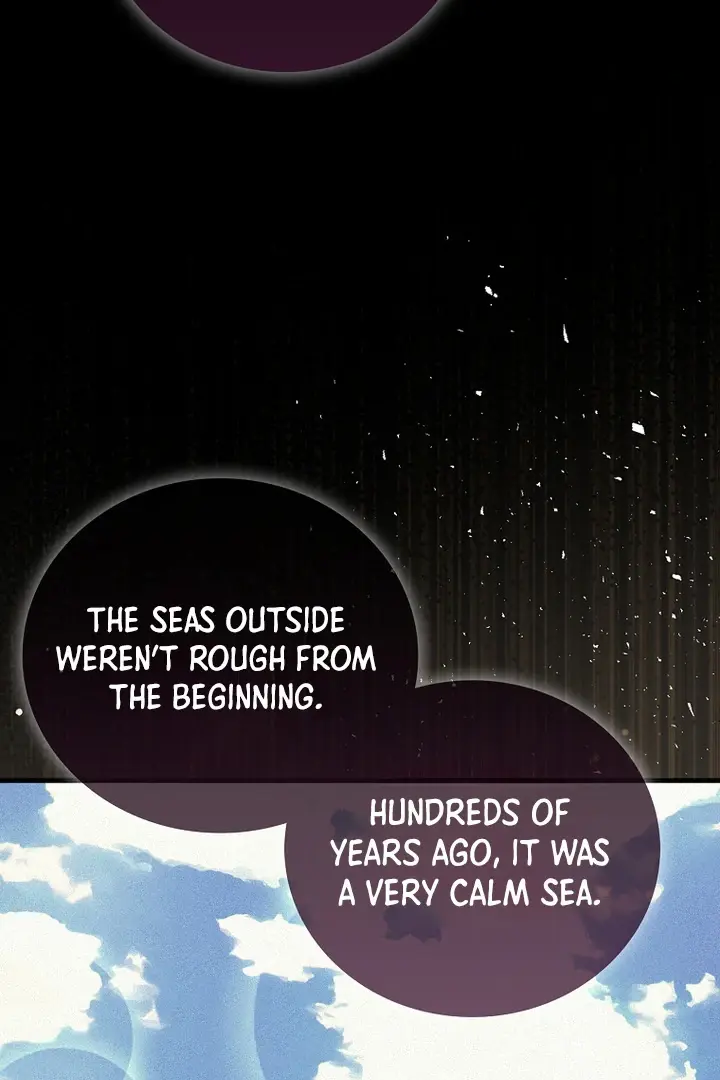 THE SEAS OUTSIDE
WEREN'T ROUGH FROM
THE BEGINNING.
HUNDREDS OF
YEARS AGO, IT WAS
A VERY CALM SEA.